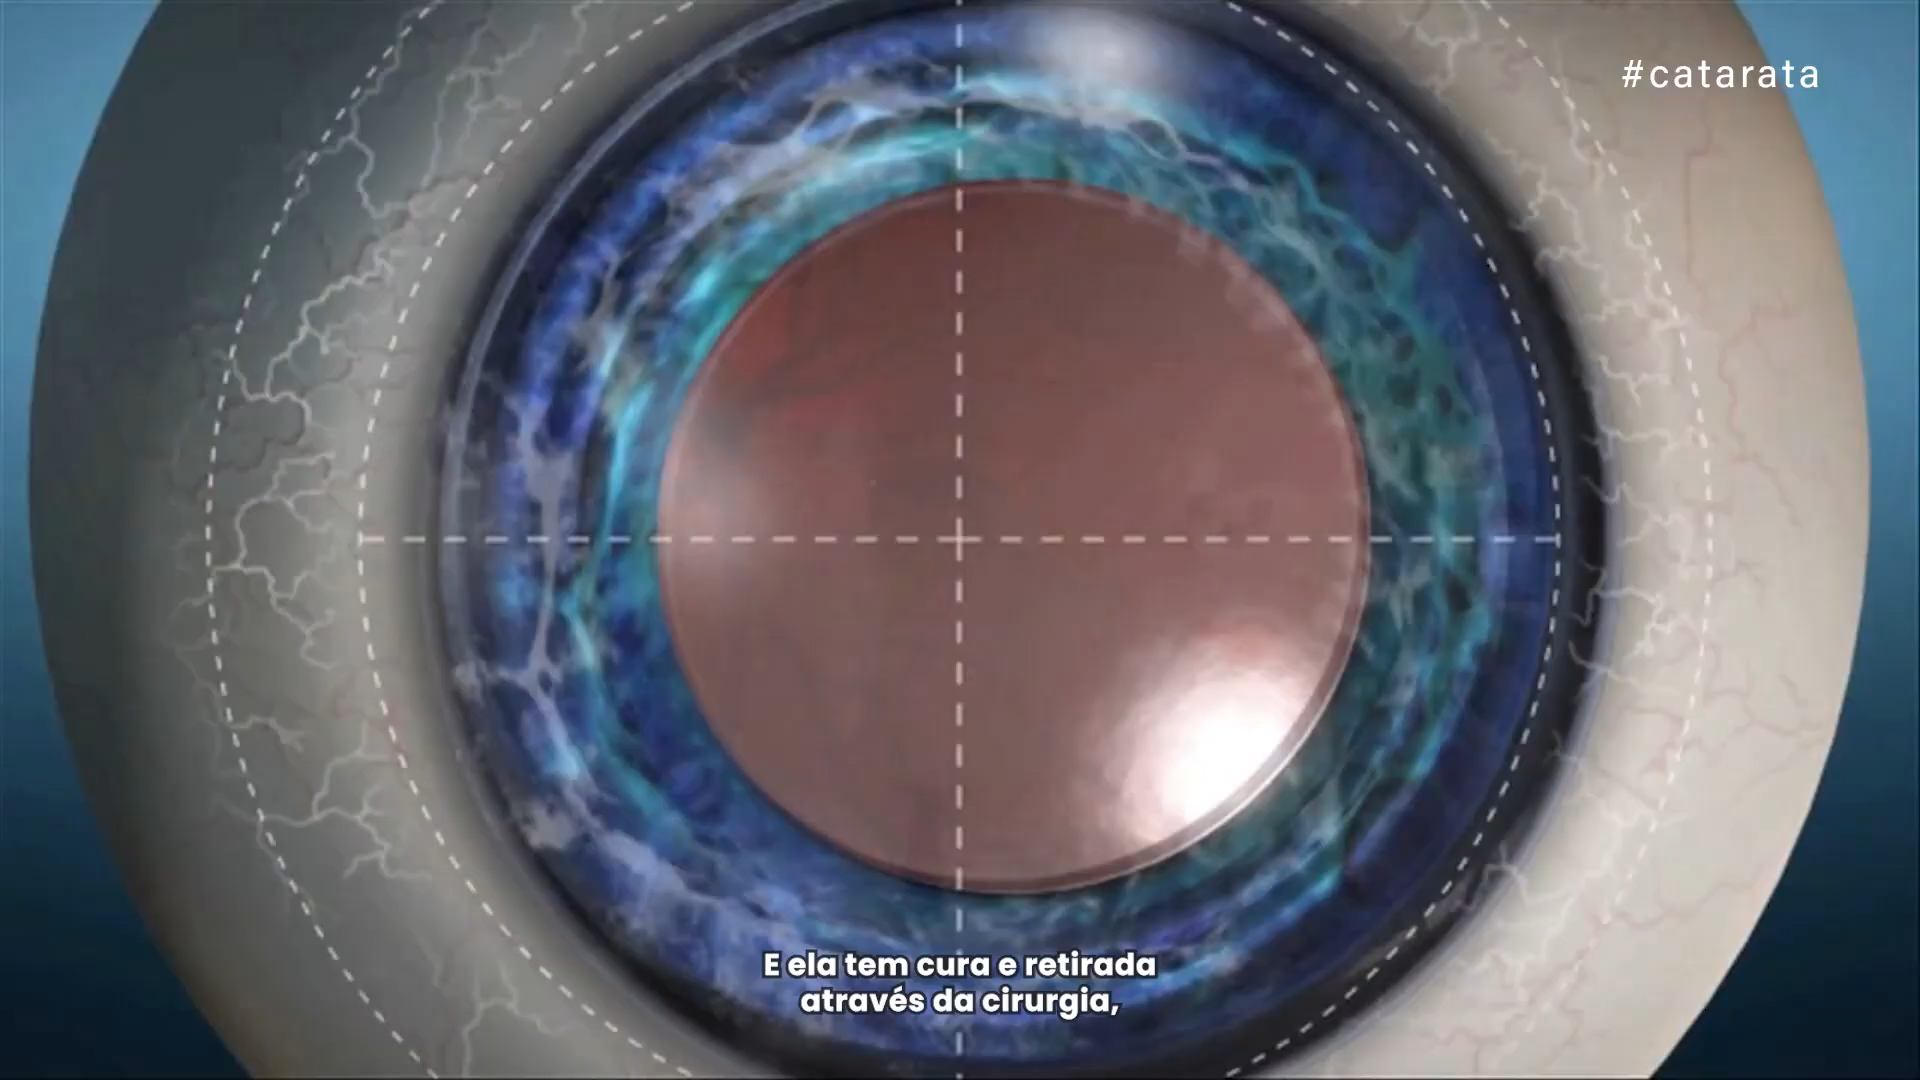 #catarata
E ela tem cura e retirada
através da cirurgia,